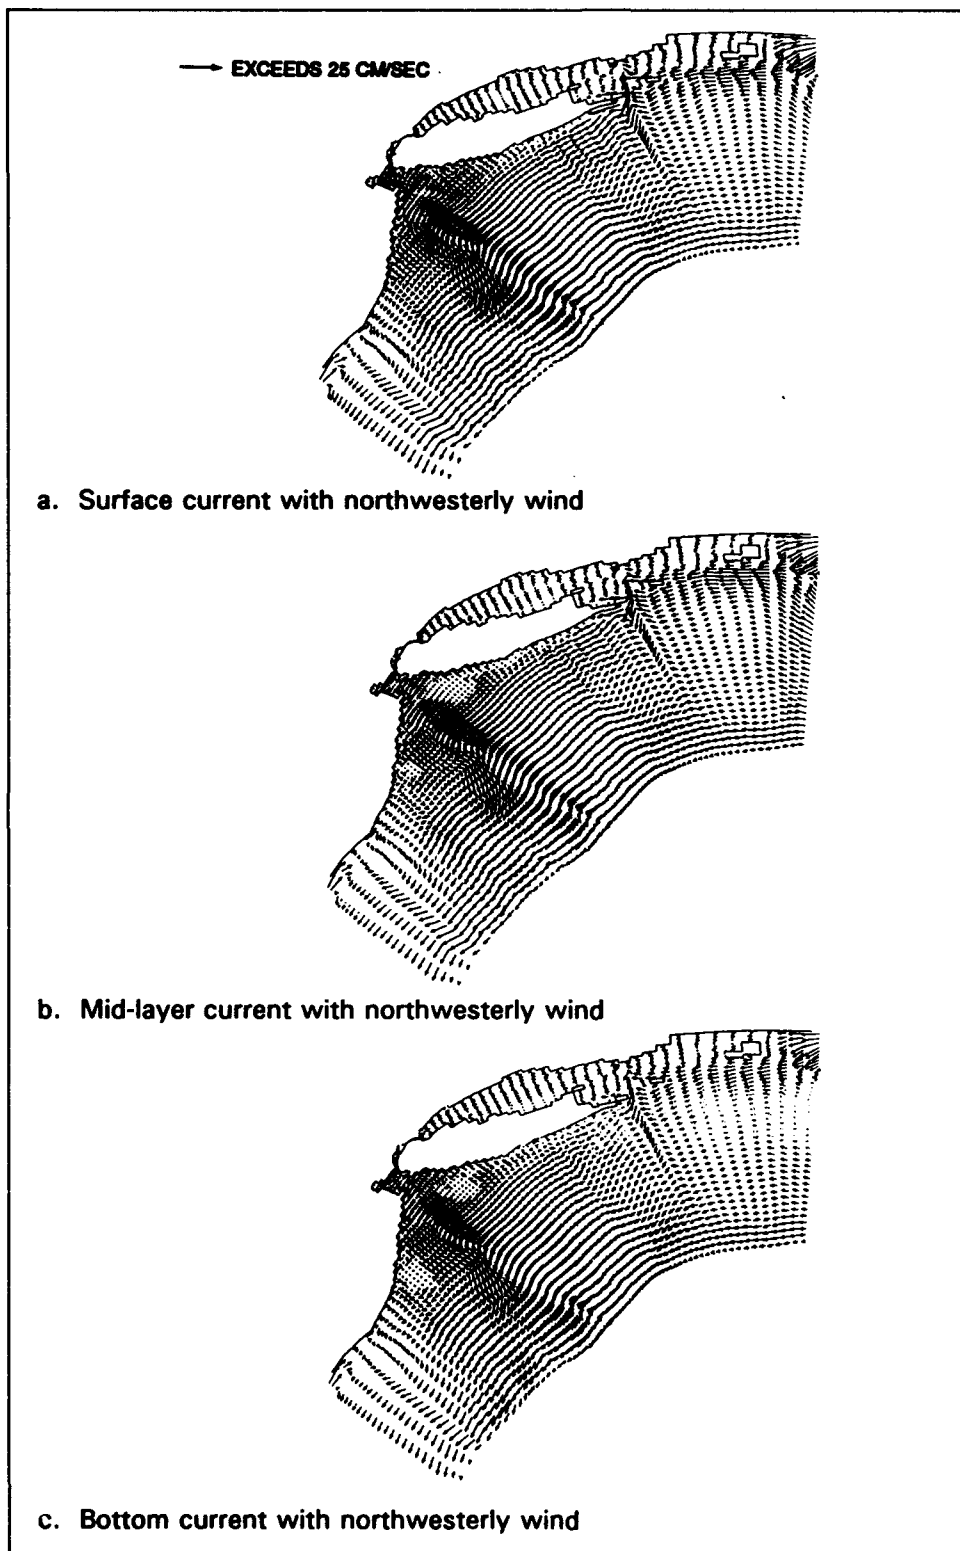 EXCEEDS 25 CM/SEC
a. Surface current with northwesterly wind
b. Mid-layer current with northwesterly wind
c. Bottom current with northwesterly wind